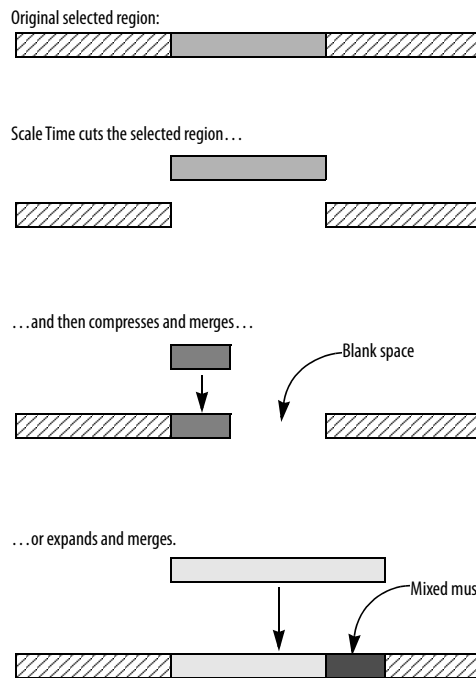 Original selected region:
Scale Time cuts the selected region…
…and then compresses and merges…
Blank space
…or expands and merges.
Mixed